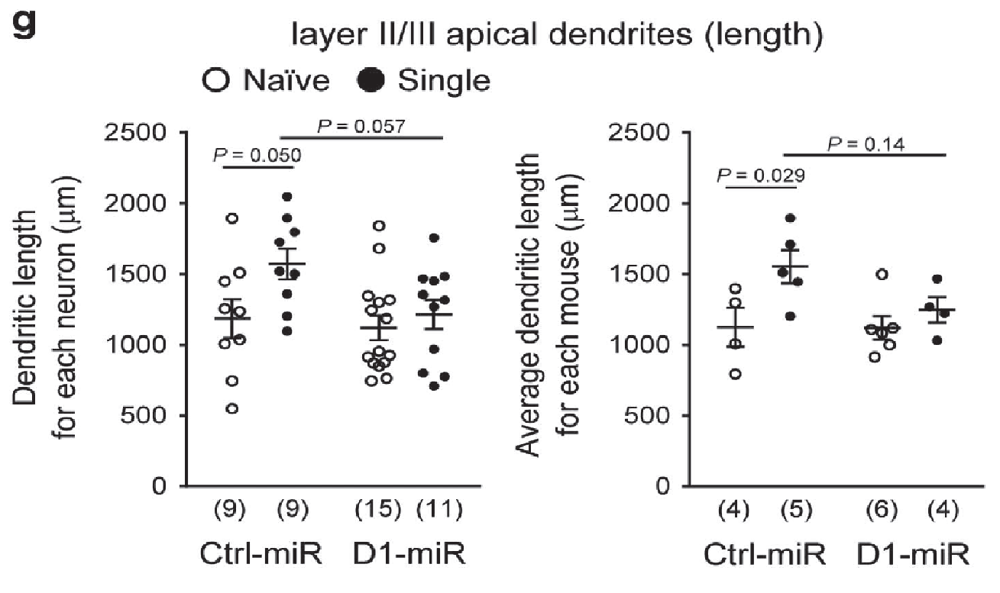 g
layer II/III apical dendrites (length)
Naïve
Single
Dendritic length
for each neuron (μm)
2500
2000
1500
1000
500
0
P = 0.057
P = 0.050
(9)
(9)
(15)
(11)
Ctrl-miR
D1-miR
Average dendritic length
for each mouse (μm)
2500
2000
1500
1000
500
0
P = 0.14
P = 0.029
(4)
(5)
(6)
(4)
Ctrl-miR
D1-miR